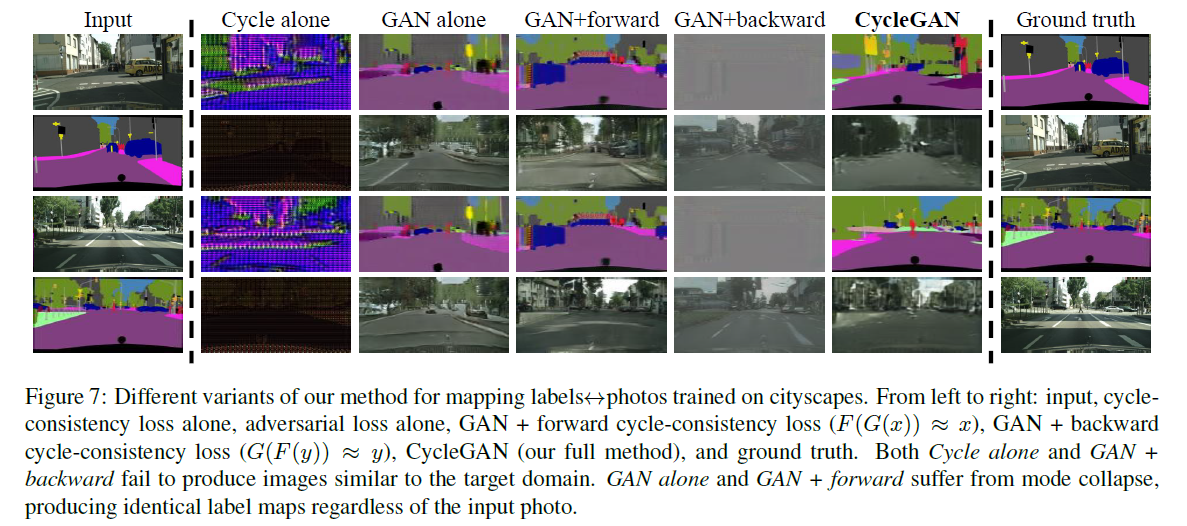 Input Cycle alone GAN alone GAN+forward GAN+backward CycleGAN Ground truth
Figure 7: Different variants of our method for mapping labels↔photos trained on cityscapes. From left to right: input, cycle-
consistency loss alone, adversarial loss alone, GAN + forward cycle-consistency loss (F(G(x)) ≈ x), GAN + backward
cycle-consistency loss (G(F(y)) ≈ y), CycleGAN (our full method), and ground truth. Both Cycle alone and GAN +
backward fail to produce images similar to the target domain. GAN alone and GAN + forward suffer from mode collapse,
producing identical label maps regardless of the input photo.